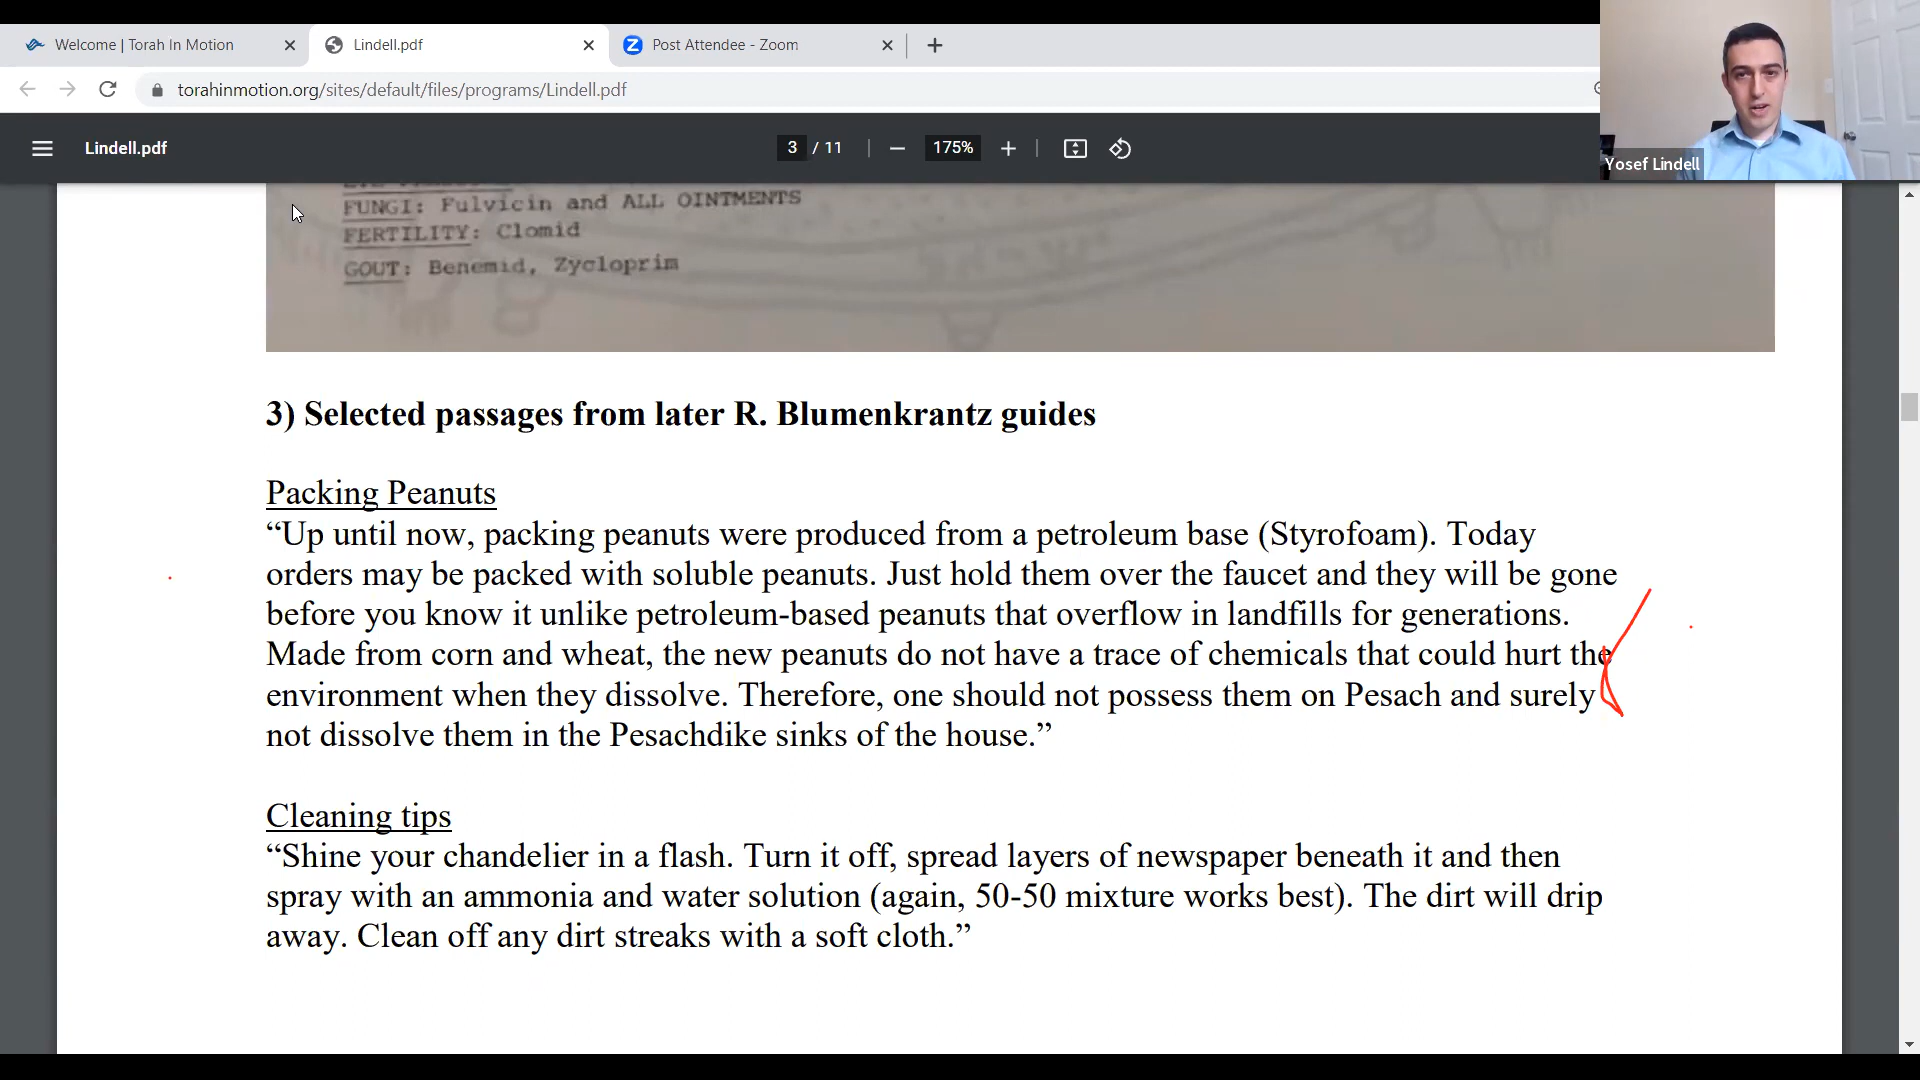 Welcome | Torah In Motion
Lindell.pdf
Post Attendee - Zoom
torahinmotion.org/sites/default/files/programs/Lindell.pdf
Yosef Lindell
Lindell.pdf
3 / 11
175%
FUNGI: Fulvicin and ALL OINTMENTS
FERTILITY: Clomid
GOUT: Benemid, Zycloprim
3) Selected passages from later R. Blumenkrantz guides
Packing Peanuts
“Up until now, packing peanuts were produced from a petroleum base (Styrofoam). Today
orders may be packed with soluble peanuts. Just hold them over the faucet and they will be gone
before you know it unlike petroleum-based peanuts that overflow in landfills for generations.
Made from corn and wheat, the new peanuts do not have a trace of chemicals that could hurt the
environment when they dissolve. Therefore, one should not possess them on Pesach and surely
not dissolve them in the Pesachdike sinks of the house.”
Cleaning tips
“Shine your chandelier in a flash. Turn it off, spread layers of newspaper beneath it and then
spray with an ammonia and water solution (again, 50-50 mixture works best). The dirt will drip
away. Clean off any dirt streaks with a soft cloth.”